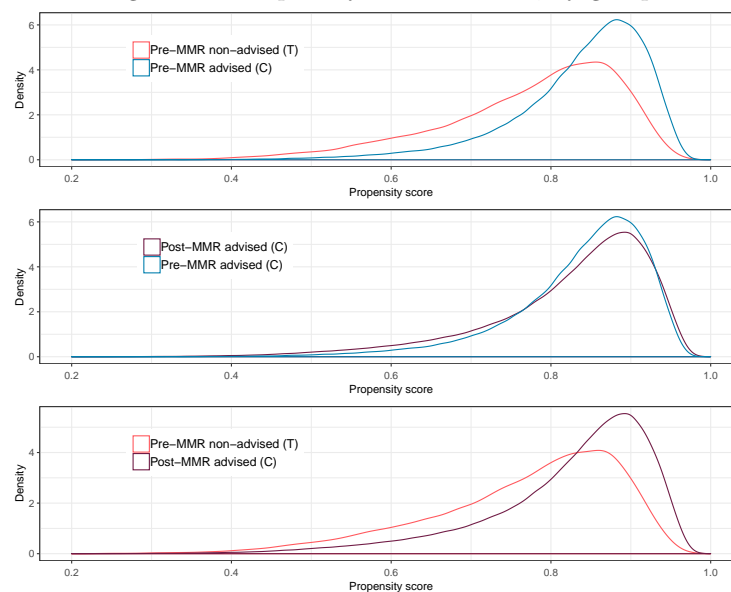 Pre−MMR non−advised (T)
Pre−MMR advised (C)
6
4
2
0
Density
0.2 0.4 0.6 0.8 1.0
Propensity score
Post−MMR advised (C)
Pre−MMR advised (C)
6
4
2
0
Density
0.2 0.4 0.6 0.8 1.0
Propensity score
Pre−MMR non−advised (T)
Post−MMR advised (C)
4
2
0
Density
0.2 0.4 0.6 0.8 1.0
Propensity score